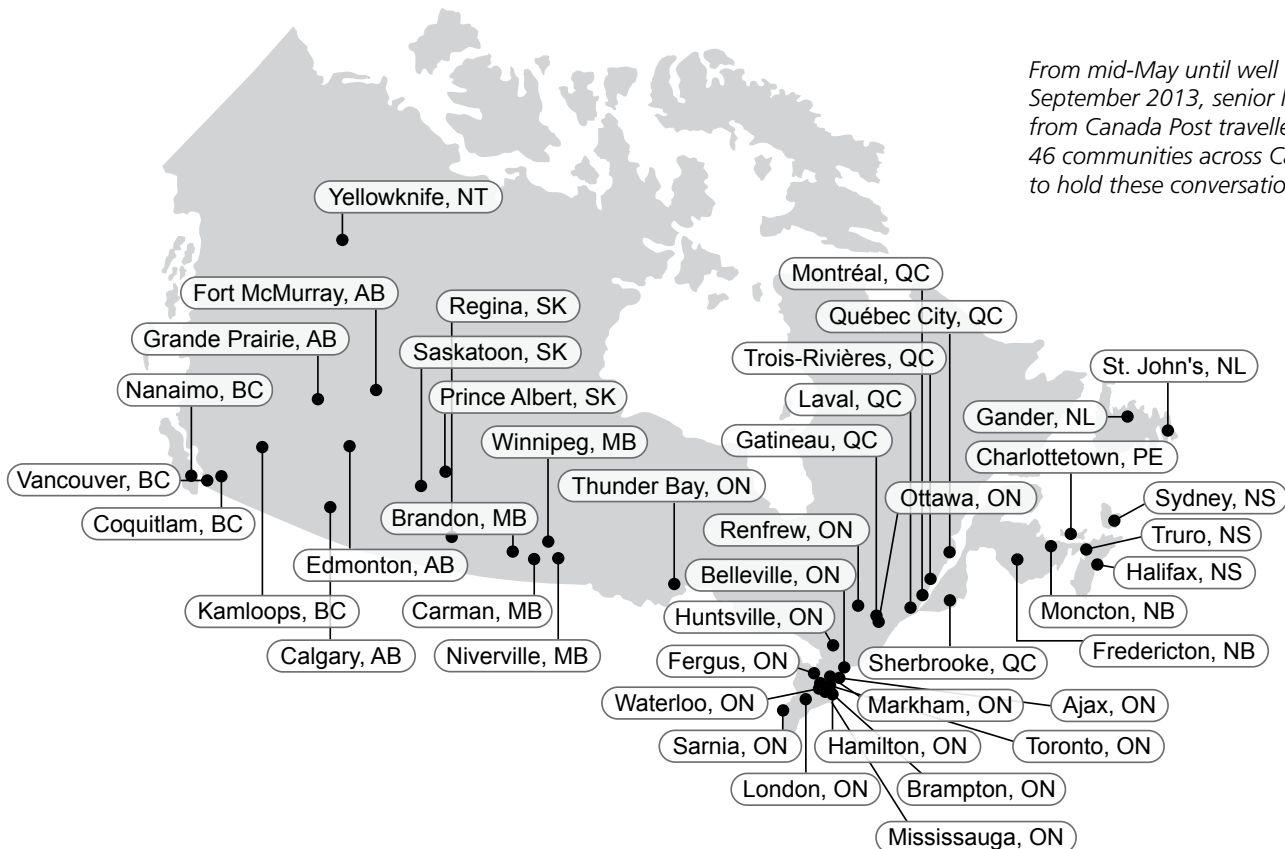 From mid-May until well
September 2013, senior
from Canada Post
46 communities across
to hold these
Yellowknife, NT
Montréal, QC
Fort McMurray, AB
Regina, SK
Québec City, QC
Grande Prairie, AB
Saskatoon, SK
Trois-Rivières, QC
St. John's, NL
Nanaimo, BC
Prince Albert, SK
Laval, QC
Gander, NL
Winnipeg, MB
Gatineau, QC
Charlottetown, PE
Vancouver, BC
Thunder Bay, ON
Ottawa, ON
Sydney, NS
Coquitlam, BC
Brandon, MB
Renfrew, ON
Truro, NS
Edmonton, AB
Belleville, ON
Halifax, NS
Kamloops, BC
Carman, MB
Huntsville, ON
Moncton, NB
Calgary, AB
Niverville, MB
Fergus, ON
Sherbrooke, QC
Fredericton, NB
Waterloo, ON
Markham, ON
Ajax, ON
Sarnia, ON
Hamilton, ON
Toronto, ON
London, ON
Brampton, ON
Mississauga, ON